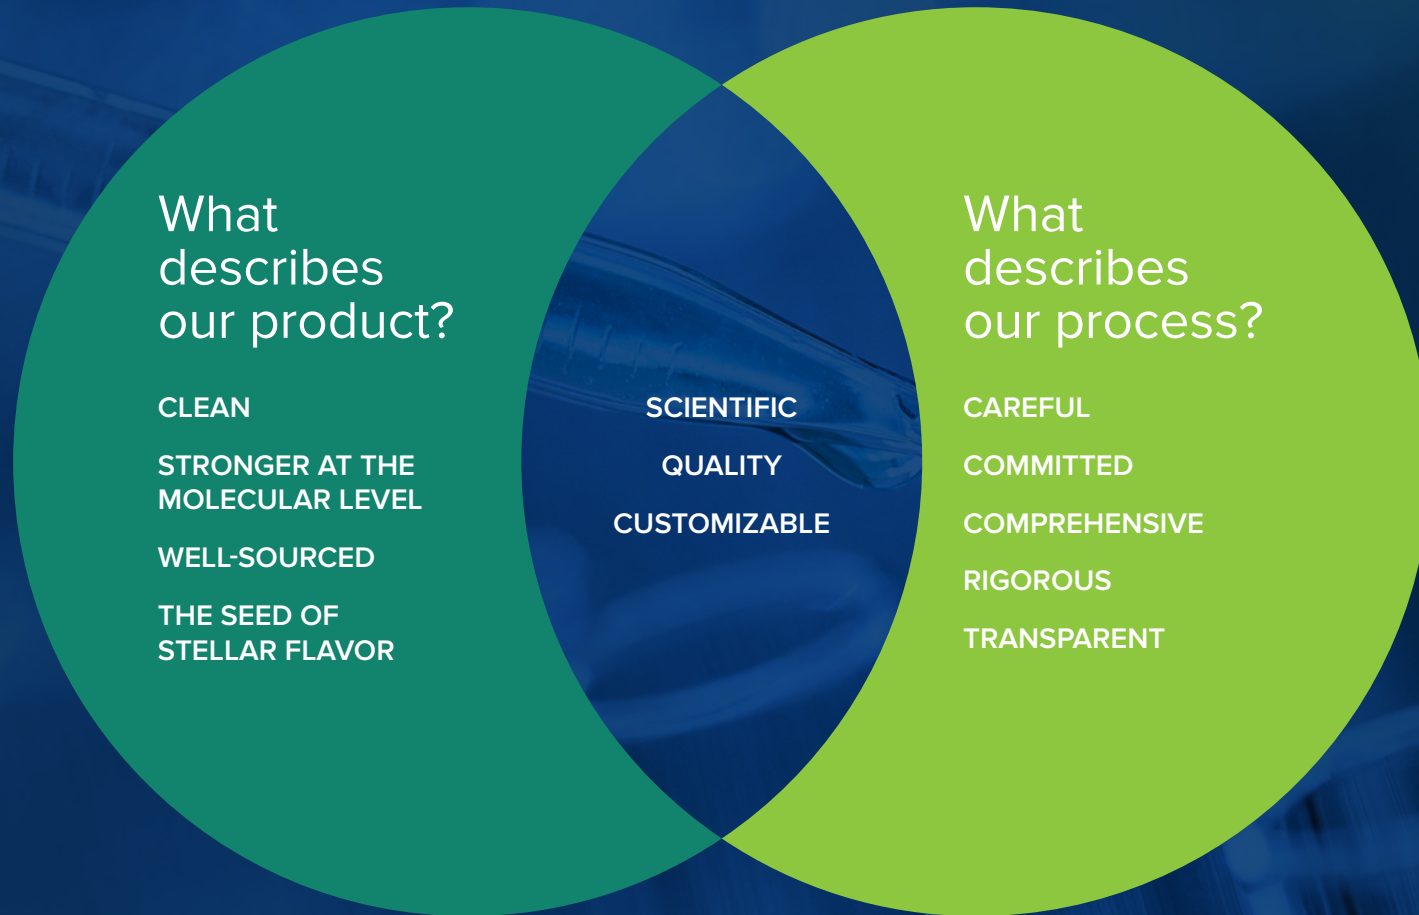 What
describes
our product?
CLEAN
STRONGER AT THE
MOLECULAR LEVEL
WELL-SOURCED
THE SEED OF
STELLAR FLAVOR
SCIENTIFIC
QUALITY
CUSTOMIZABLE
What
describes
our process?
CAREFUL
COMMITTED
COMPREHENSIVE
RIGOROUS
TRANSPARENT